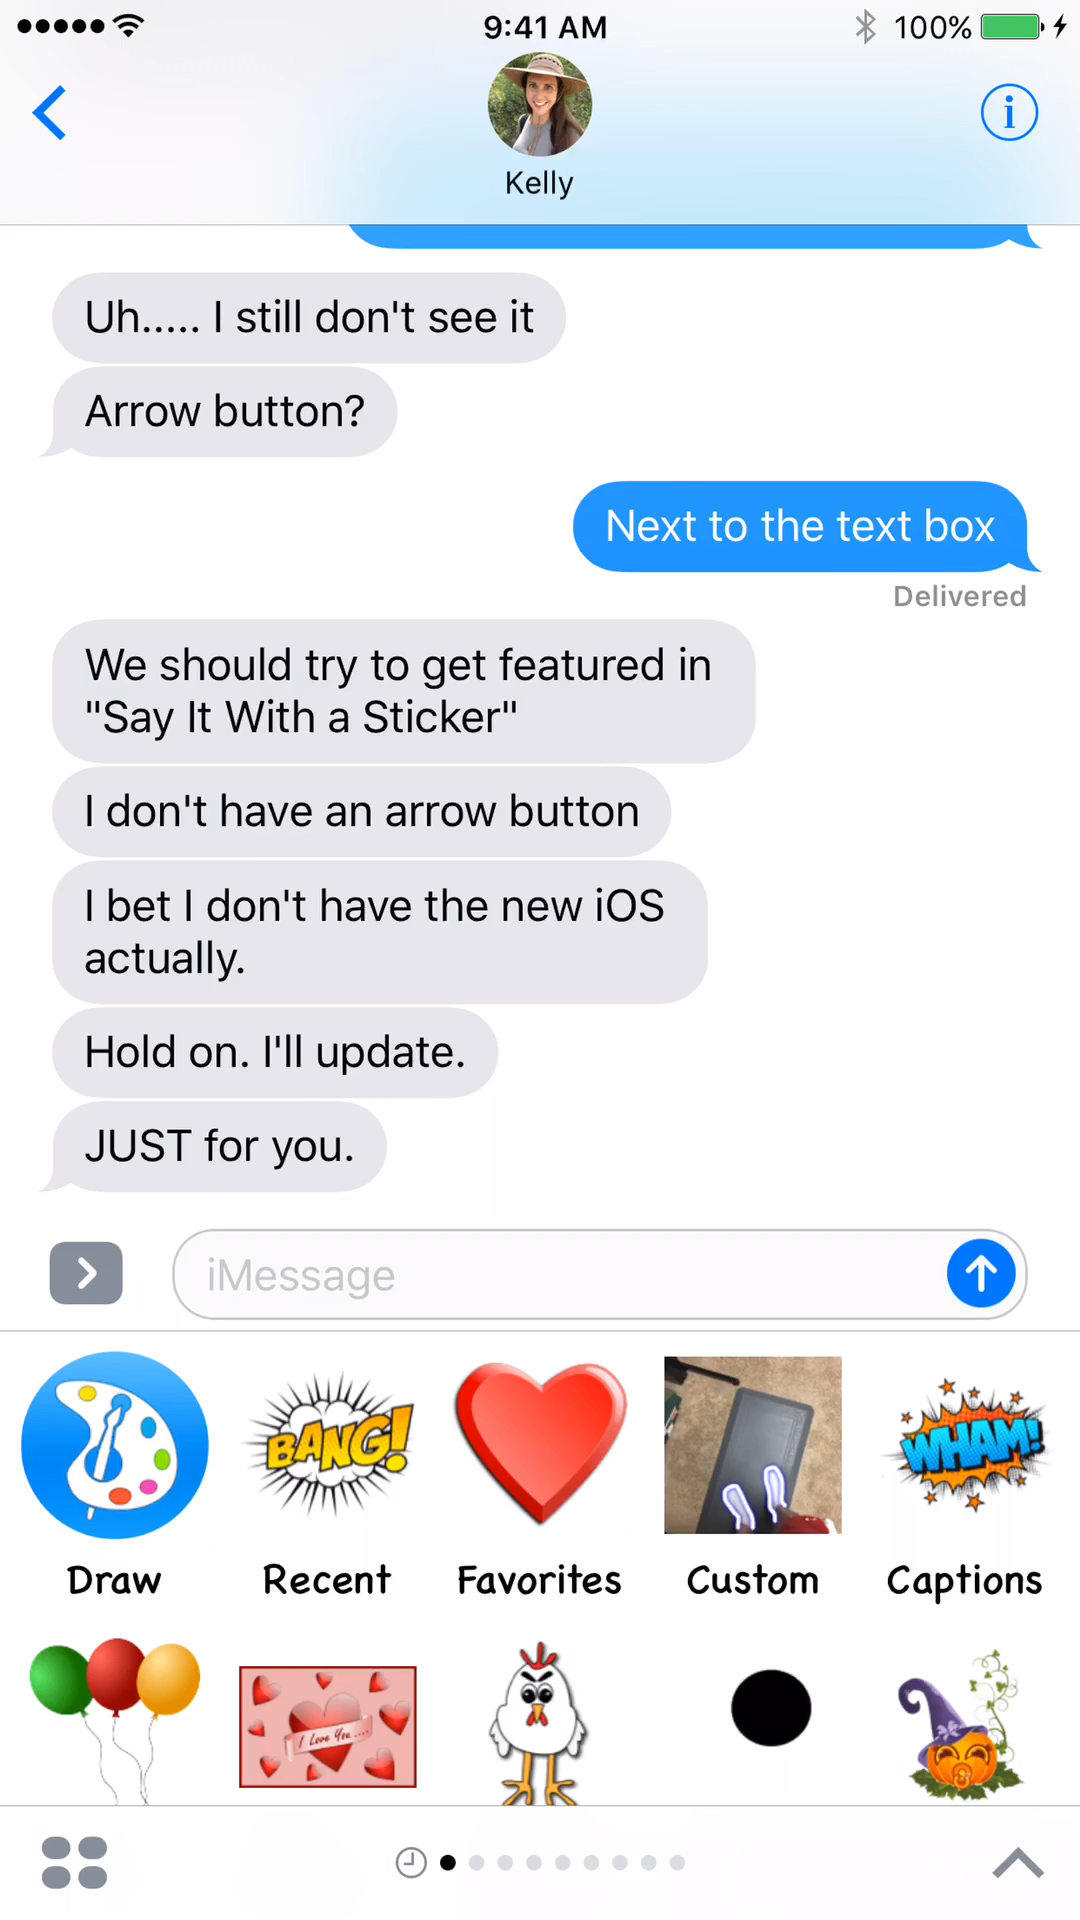 9:41 AM
100%
Kelly
Uh..... I still don't see it
Arrow button?
Next to the text box
Delivered
We should try to get featured in
"Say It With a Sticker"
I don't have an arrow button
I bet I don't have the new iOS
actually.
Hold on. I'll update.
JUST for you.
iMessage
BANG!
WHAM!
Draw
Recent
Favorites
Custom
Captions
I Love You ....